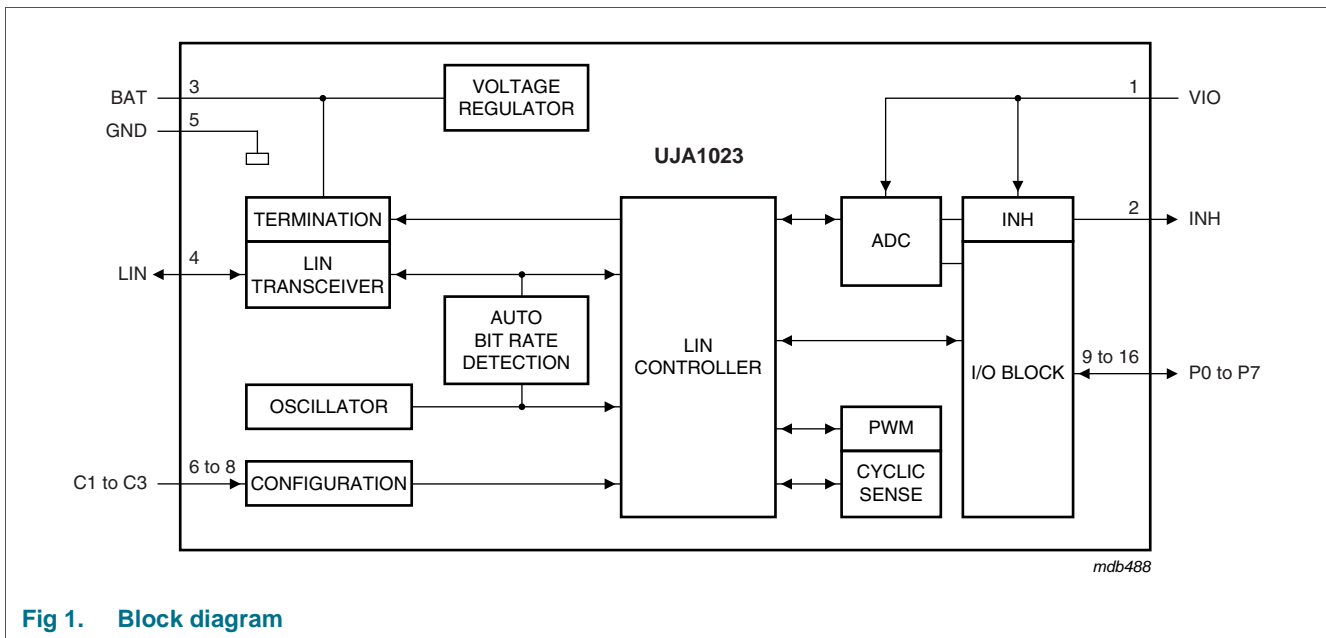 BAT
3
VOLTAGE
REGULATOR
1
VIO
GND
5
UJA1023
TERMINATION
LIN
TRANSCEIVER
LIN
4
ADC
INH
2
INH
AUTO
BIT RATE
DETECTION
LIN
CONTROLLER
I/O BLOCK
9 to 16
P0 to P7
OSCILLATOR
PWM
CYCLIC
SENSE
C1 to C3
6 to 8
CONFIGURATION
mdb488
Fig 1. Block diagram